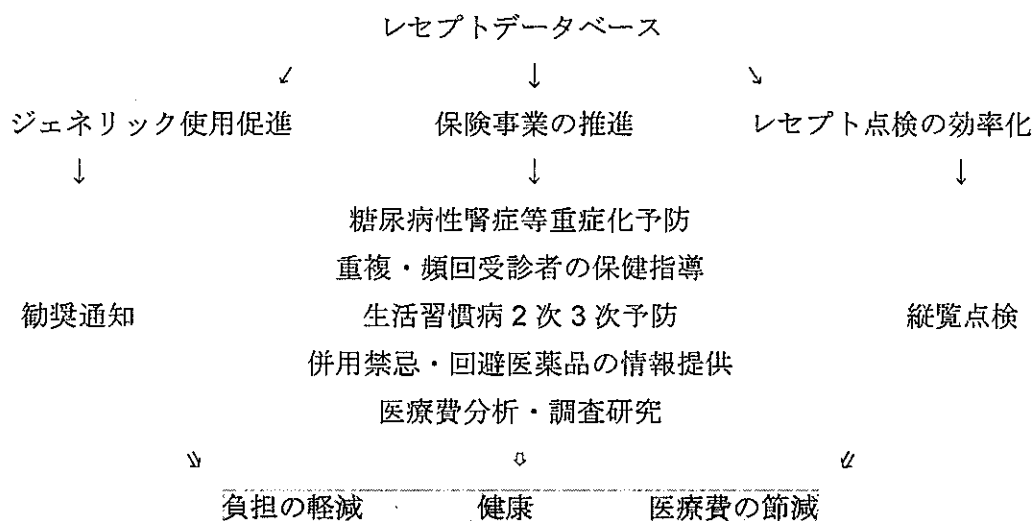 レセプトデータベース
↙ ↓ ↘
ジェネリック使用促進 保険事業の推進 レセプト点検の効率化
↓ ↓ ↓
糖尿病性腎症等重症化予防
重複・頻回受診者の保健指導
勧奨通知 生活習慣病2次3次予防 縦覧点検
併用禁忌・回避医薬品の情報提供
医療費分析・調査研究
⇘ ⇩ ⇙
負担の軽減 健康 医療費の節減